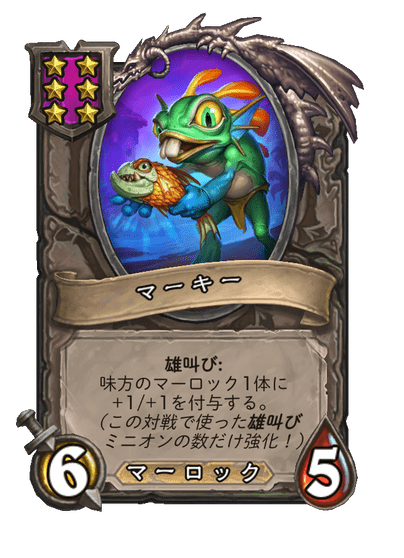 マーキー
雄叫び:
味方のマーロック1体に
+1/+1を付与する。
(この対戦で使った雄叫び
ミニオンの数だけ強化！)
6
マーロック
5